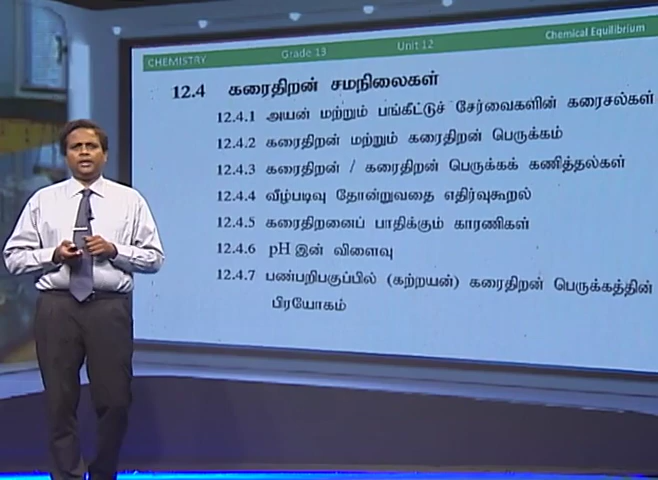 CHEMISTRY Grade 13 Unit 12 Chemical Equilibrium
12.4 கரைதிறன் சமநிலைகள்
12.4.1 அயன் மற்றும் பங்கீட்டுச் சேர்வைகளின் கரைசல்கள்
12.4.2 கரைதிறன் மற்றும் கரைதிறன் பெருக்கம்
12.4.3 கரைதிறன் / கரைதிறன் பெருக்கக் கணித்தல்கள்
12.4.4 வீழ்படிவு தோன்றுவதை எதிர்வுகூறல்
12.4.5 கரைதிறனைப் பாதிக்கும் காரணிகள்
12.4.6 pH இன் விளைவு
12.4.7 பண்பறிபகுப்பில் (கற்றயன்) கரைதிறன் பெருக்கத்தின்
பிரயோகம்